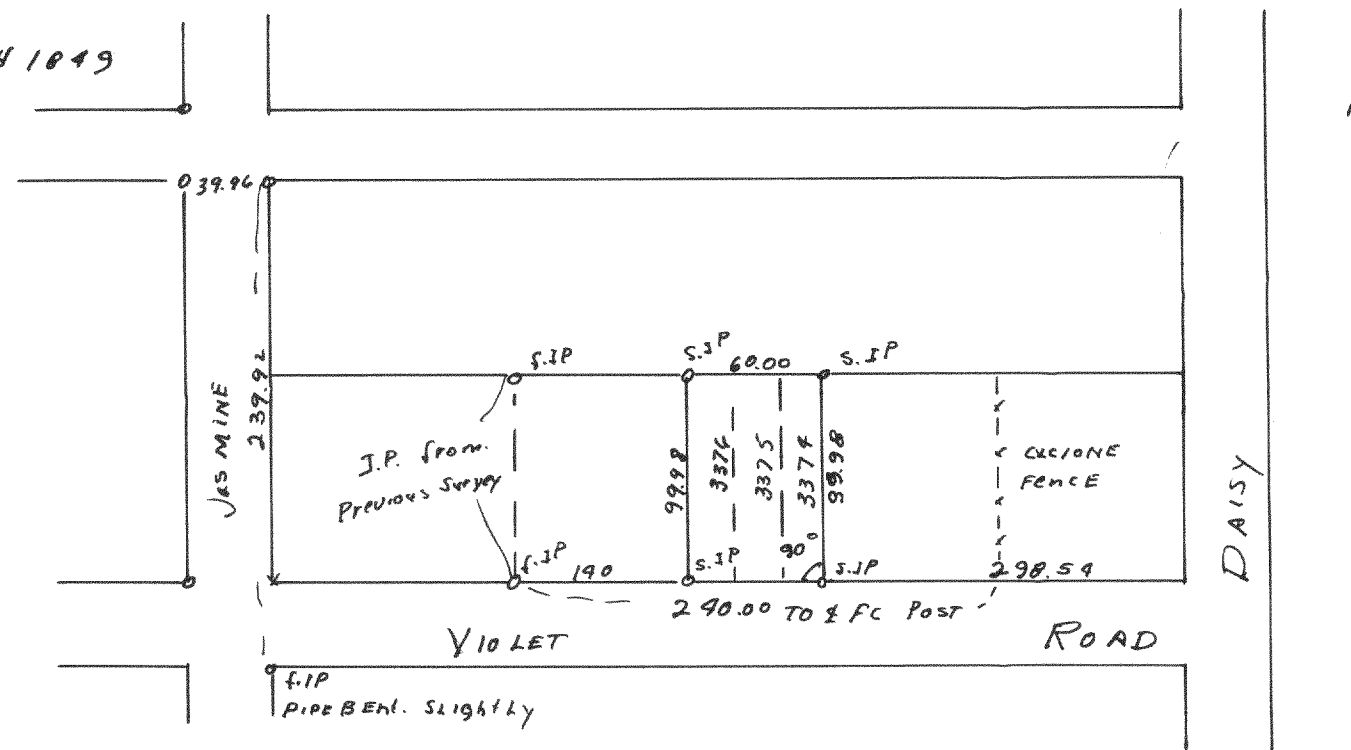 1849
39.96
f.IP
S.IP
60.00
S.IP
JasMINE
239.92
I.P. from.
Previous Survey
99.98
3376
3375
3374
99.98
CYCLONE
FENCE
DAISY
f.IP
140
S.IP
90°
S.IP
298.54
240.00 TO ¢ FC POST
VIOLET ROAD
f.IP
PIPE BEnt. Slightly